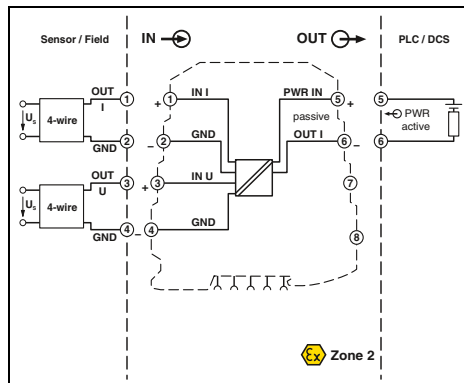 Sensor / Field
IN
OUT
PLC / DCS
OUT
I
1
+
1
IN I
PWR IN
5
+
5
Us
4-wire
passive
PWR
active
GND
2
–
2
GND
OUT I
6
–
6
OUT
U
3
+
3
IN U
7
Us
4-wire
GND
4
–
4
GND
8
Ex Zone 2